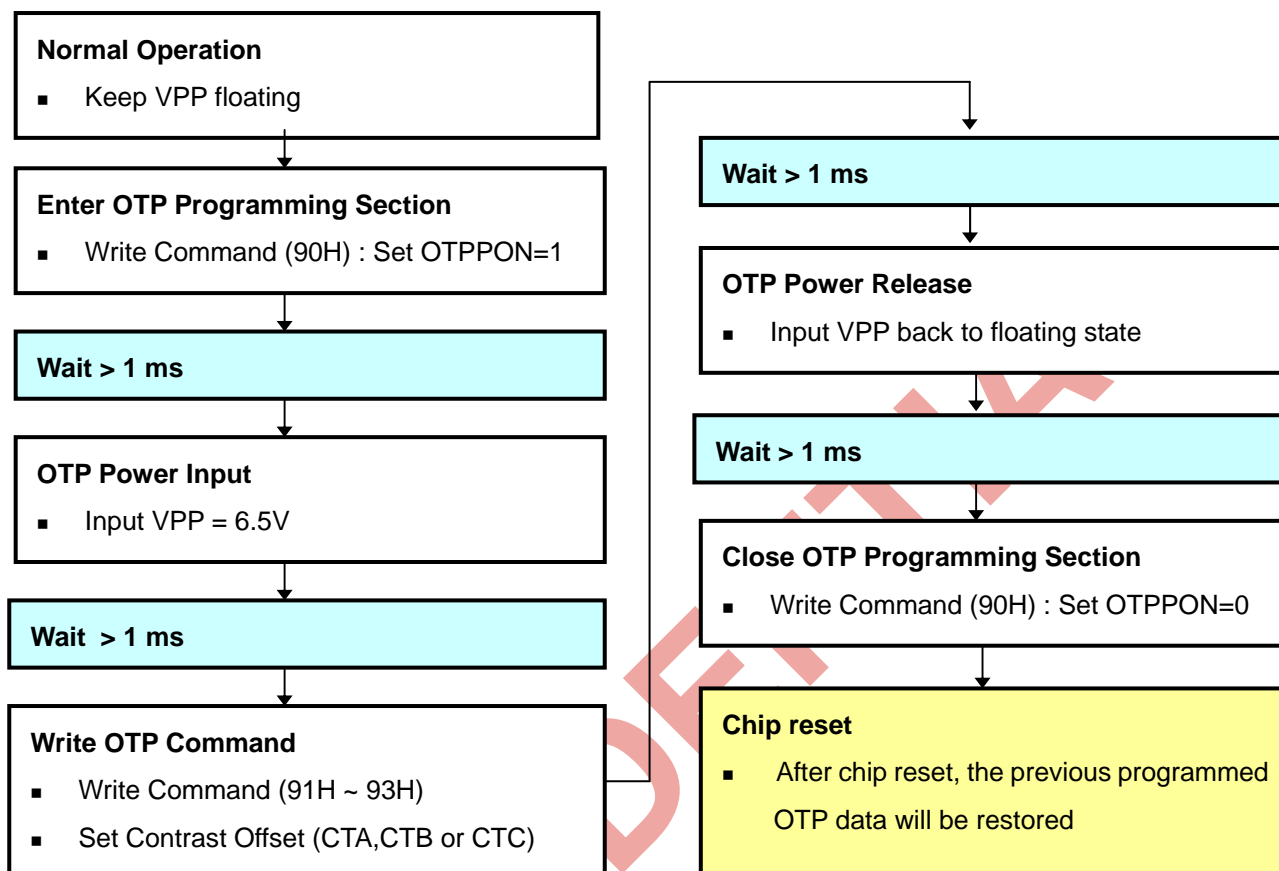 Normal Operation
■ Keep VPP floating
Enter OTP Programming Section
■ Write Command (90H) : Set OTPPON=1
Wait > 1 ms
OTP Power Input
■ Input VPP = 6.5V
Wait > 1 ms
Write OTP Command
■ Write Command (91H ~ 93H)
■ Set Contrast Offset (CTA,CTB or CTC)
Wait > 1 ms
OTP Power Release
■ Input VPP back to floating state
Wait > 1 ms
Close OTP Programming Section
■ Write Command (90H) : Set OTPPON=0
Chip reset
■ After chip reset, the previous programmed
OTP data will be restored